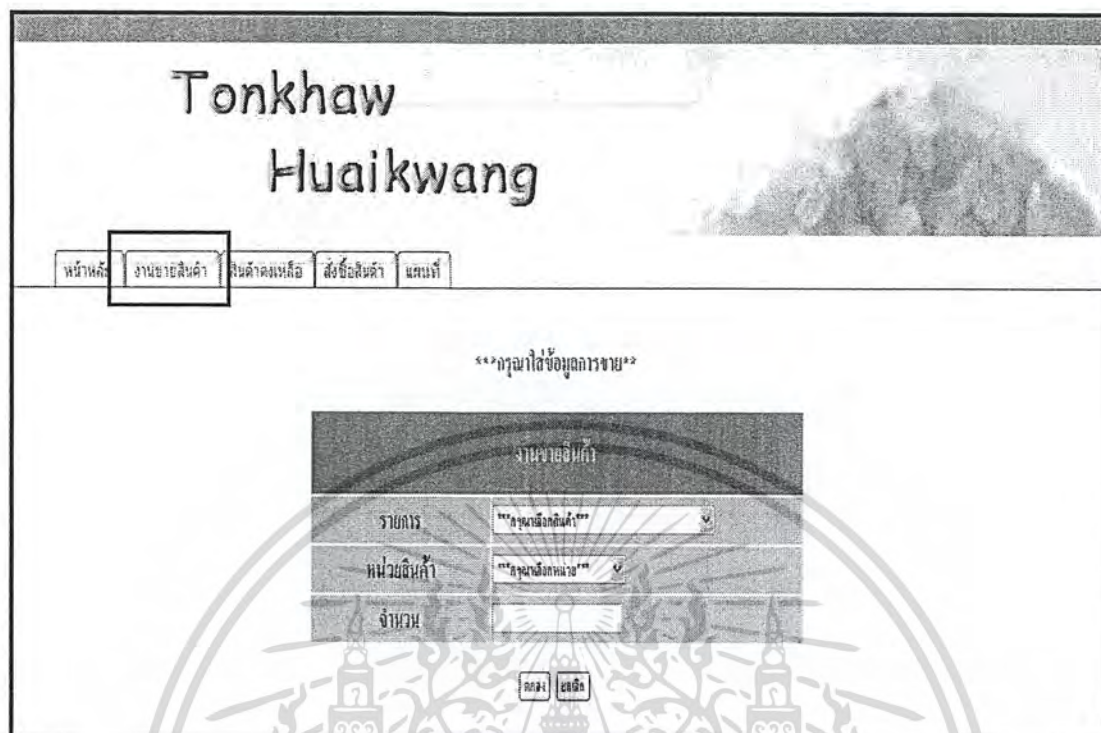 Tonkhaw
Huaikwang
หน้าหลัก งานขายสินค้า สินค้าคงเหลือ สั่งซื้อสินค้า แผนที่
***กรุณาใส่ข้อมูลการขาย**
งานขายสินค้า
รายการ ***กรุณาเลือกสินค้า***
หน่วยสินค้า ***กรุณาเลือกหน่วย***
จำนวน
ตกลง ยกเลิก